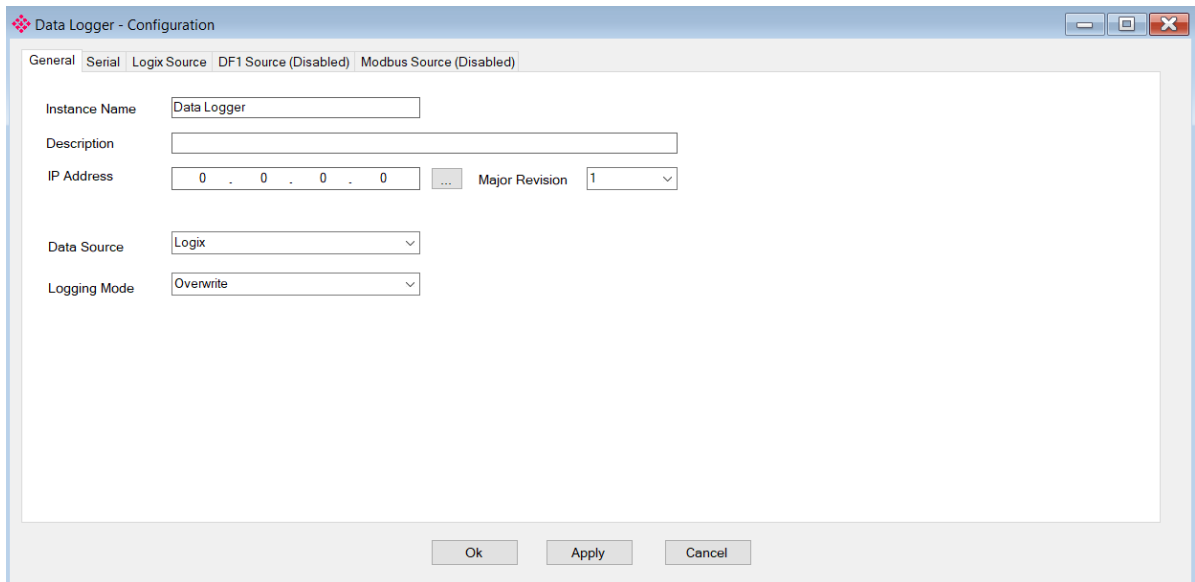 Data Logger - Configuration
General Serial Logix Source DF1 Source (Disabled) Modbus Source (Disabled)
Instance Name Data Logger
Description
IP Address 0 . 0 . 0 . 0 ... Major Revision 1
Data Source Logix
Logging Mode Overwrite
Ok Apply Cancel